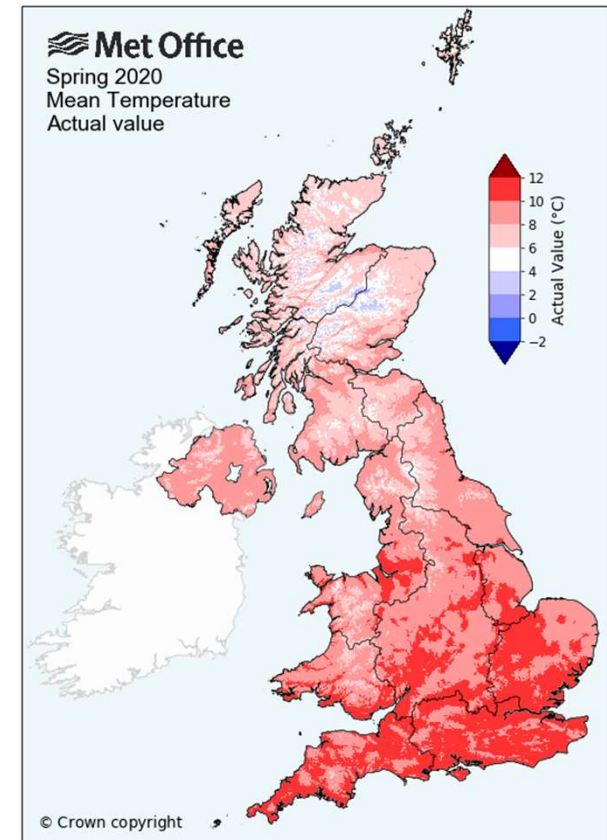 Met Office
Spring 2020
Mean Temperature
Actual value
12
10
8
6
4
2
0
−2
Actual Value (°C)
© Crown copyright